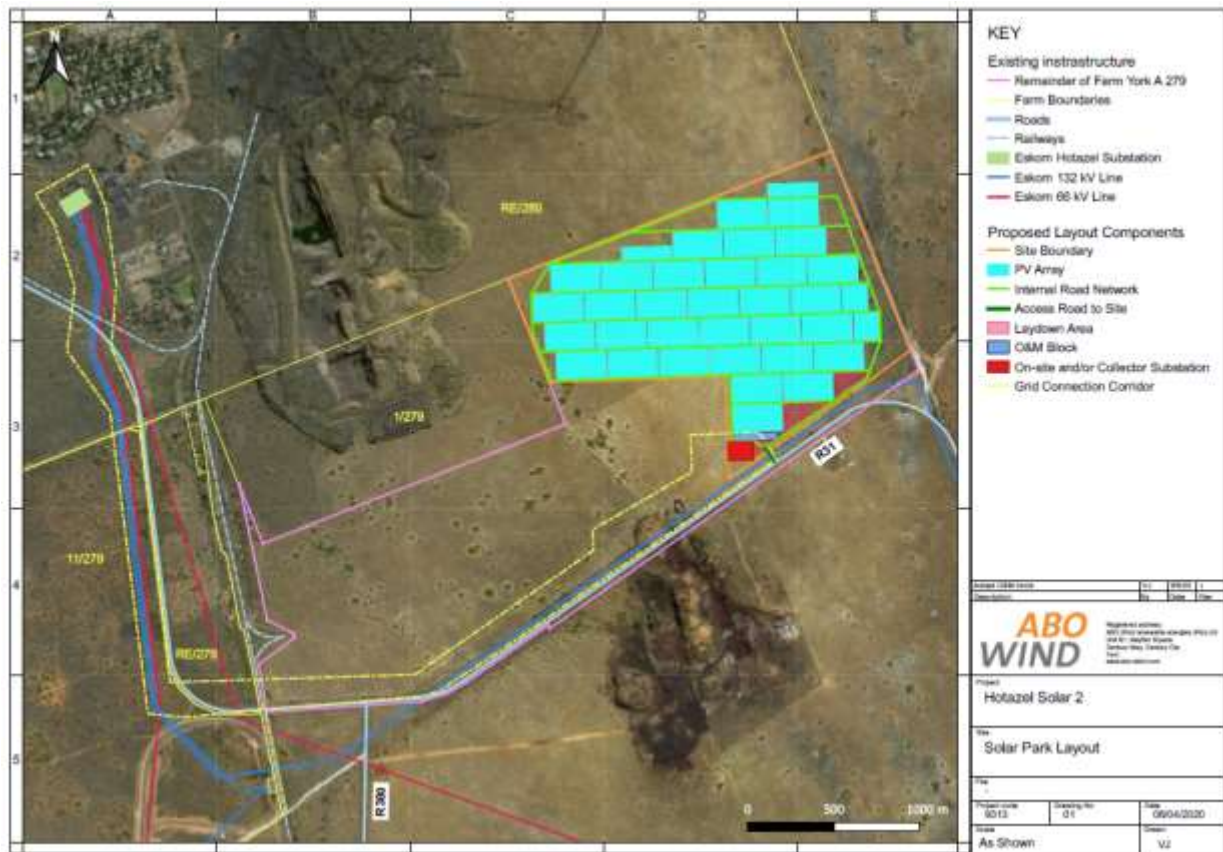 A B C D E
N
1
2
3
4
5
RE/280
1/279
11/279
RE/279
R31
R380
0 500 1000 m
KEY
Existing instrastructure
Remainder of Farm York A 279
Farm Boundaries
Roads
Railways
Eskom Hotazel Substation
Eskom 132 kV Line
Eskom 66 kV Line
Proposed Layout Components
Site Boundary
PV Array
Internal Road Network
Access Road to Site
Laydown Area
O&M Block
On-site and/or Collector Substation
Grid Connection Corridor
Description
By Date
ABO
WIND
Project
Hotazel Solar 2
Title
Solar Park Layout
File
-
Project code Drawing No Date
01
Scale Drawn
As Shown VJ